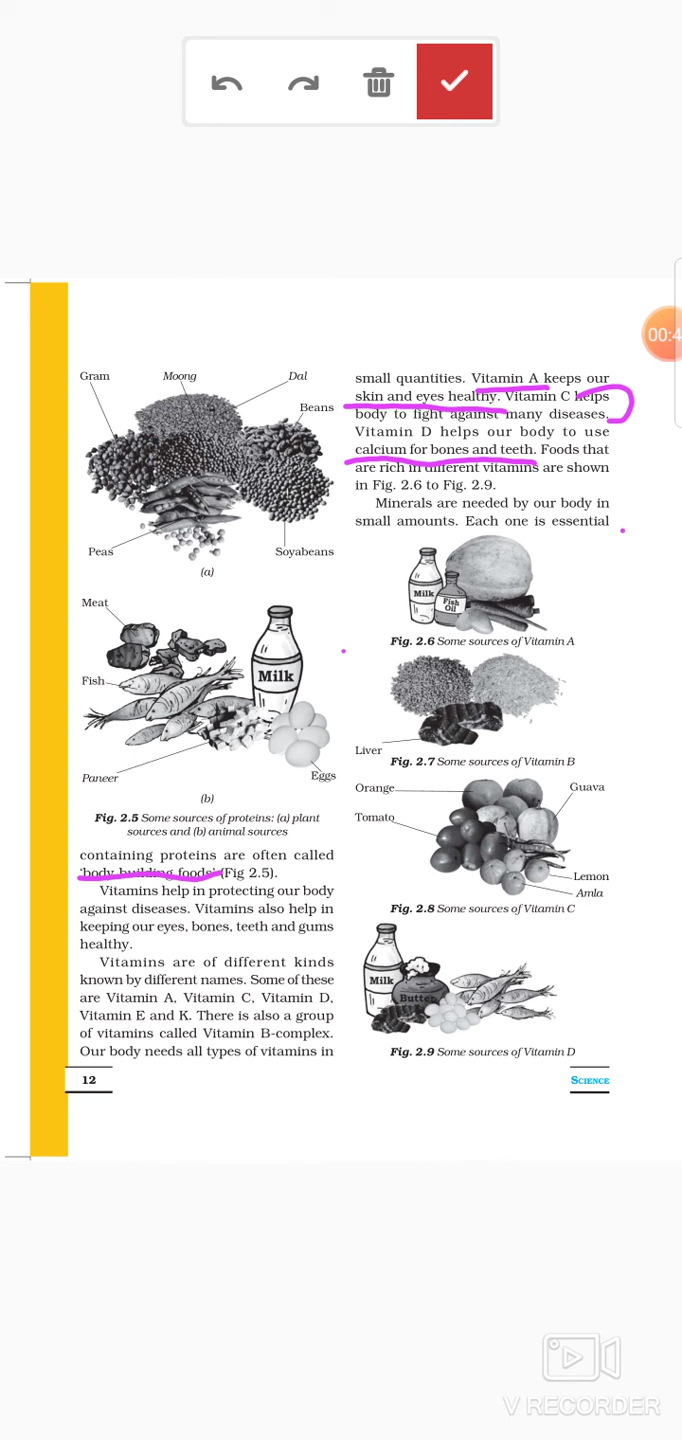 00:4
Gram
Moong
Dal
Beans
Peas
Soyabeans
(a)
Meat
Milk
Fish
Paneer
Eggs
(b)
Fig. 2.5 Some sources of proteins: (a) plant
sources and (b) animal sources
containing proteins are often called
'body building foods' (Fig 2.5).
Vitamins help in protecting our body
against diseases. Vitamins also help in
keeping our eyes, bones, teeth and gums
healthy.
Vitamins are of different kinds
known by different names. Some of these
are Vitamin A, Vitamin C, Vitamin D,
Vitamin E and K. There is also a group
of vitamins called Vitamin B-complex.
Our body needs all types of vitamins in
small quantities. Vitamin A keeps our
skin and eyes healthy. Vitamin C helps
body to fight against many diseases.
Vitamin D helps our body to use
calcium for bones and teeth. Foods that
are rich in different vitamins are shown
in Fig. 2.6 to Fig. 2.9.
Minerals are needed by our body in
small amounts. Each one is essential
Milk
Fish
Oil
Fig. 2.6 Some sources of Vitamin A
Liver
Fig. 2.7 Some sources of Vitamin B
Orange
Guava
Tomato
Lemon
Amla
Fig. 2.8 Some sources of Vitamin C
Milk
Butter
Fig. 2.9 Some sources of Vitamin D
12
SCIENCE
V RECORDER